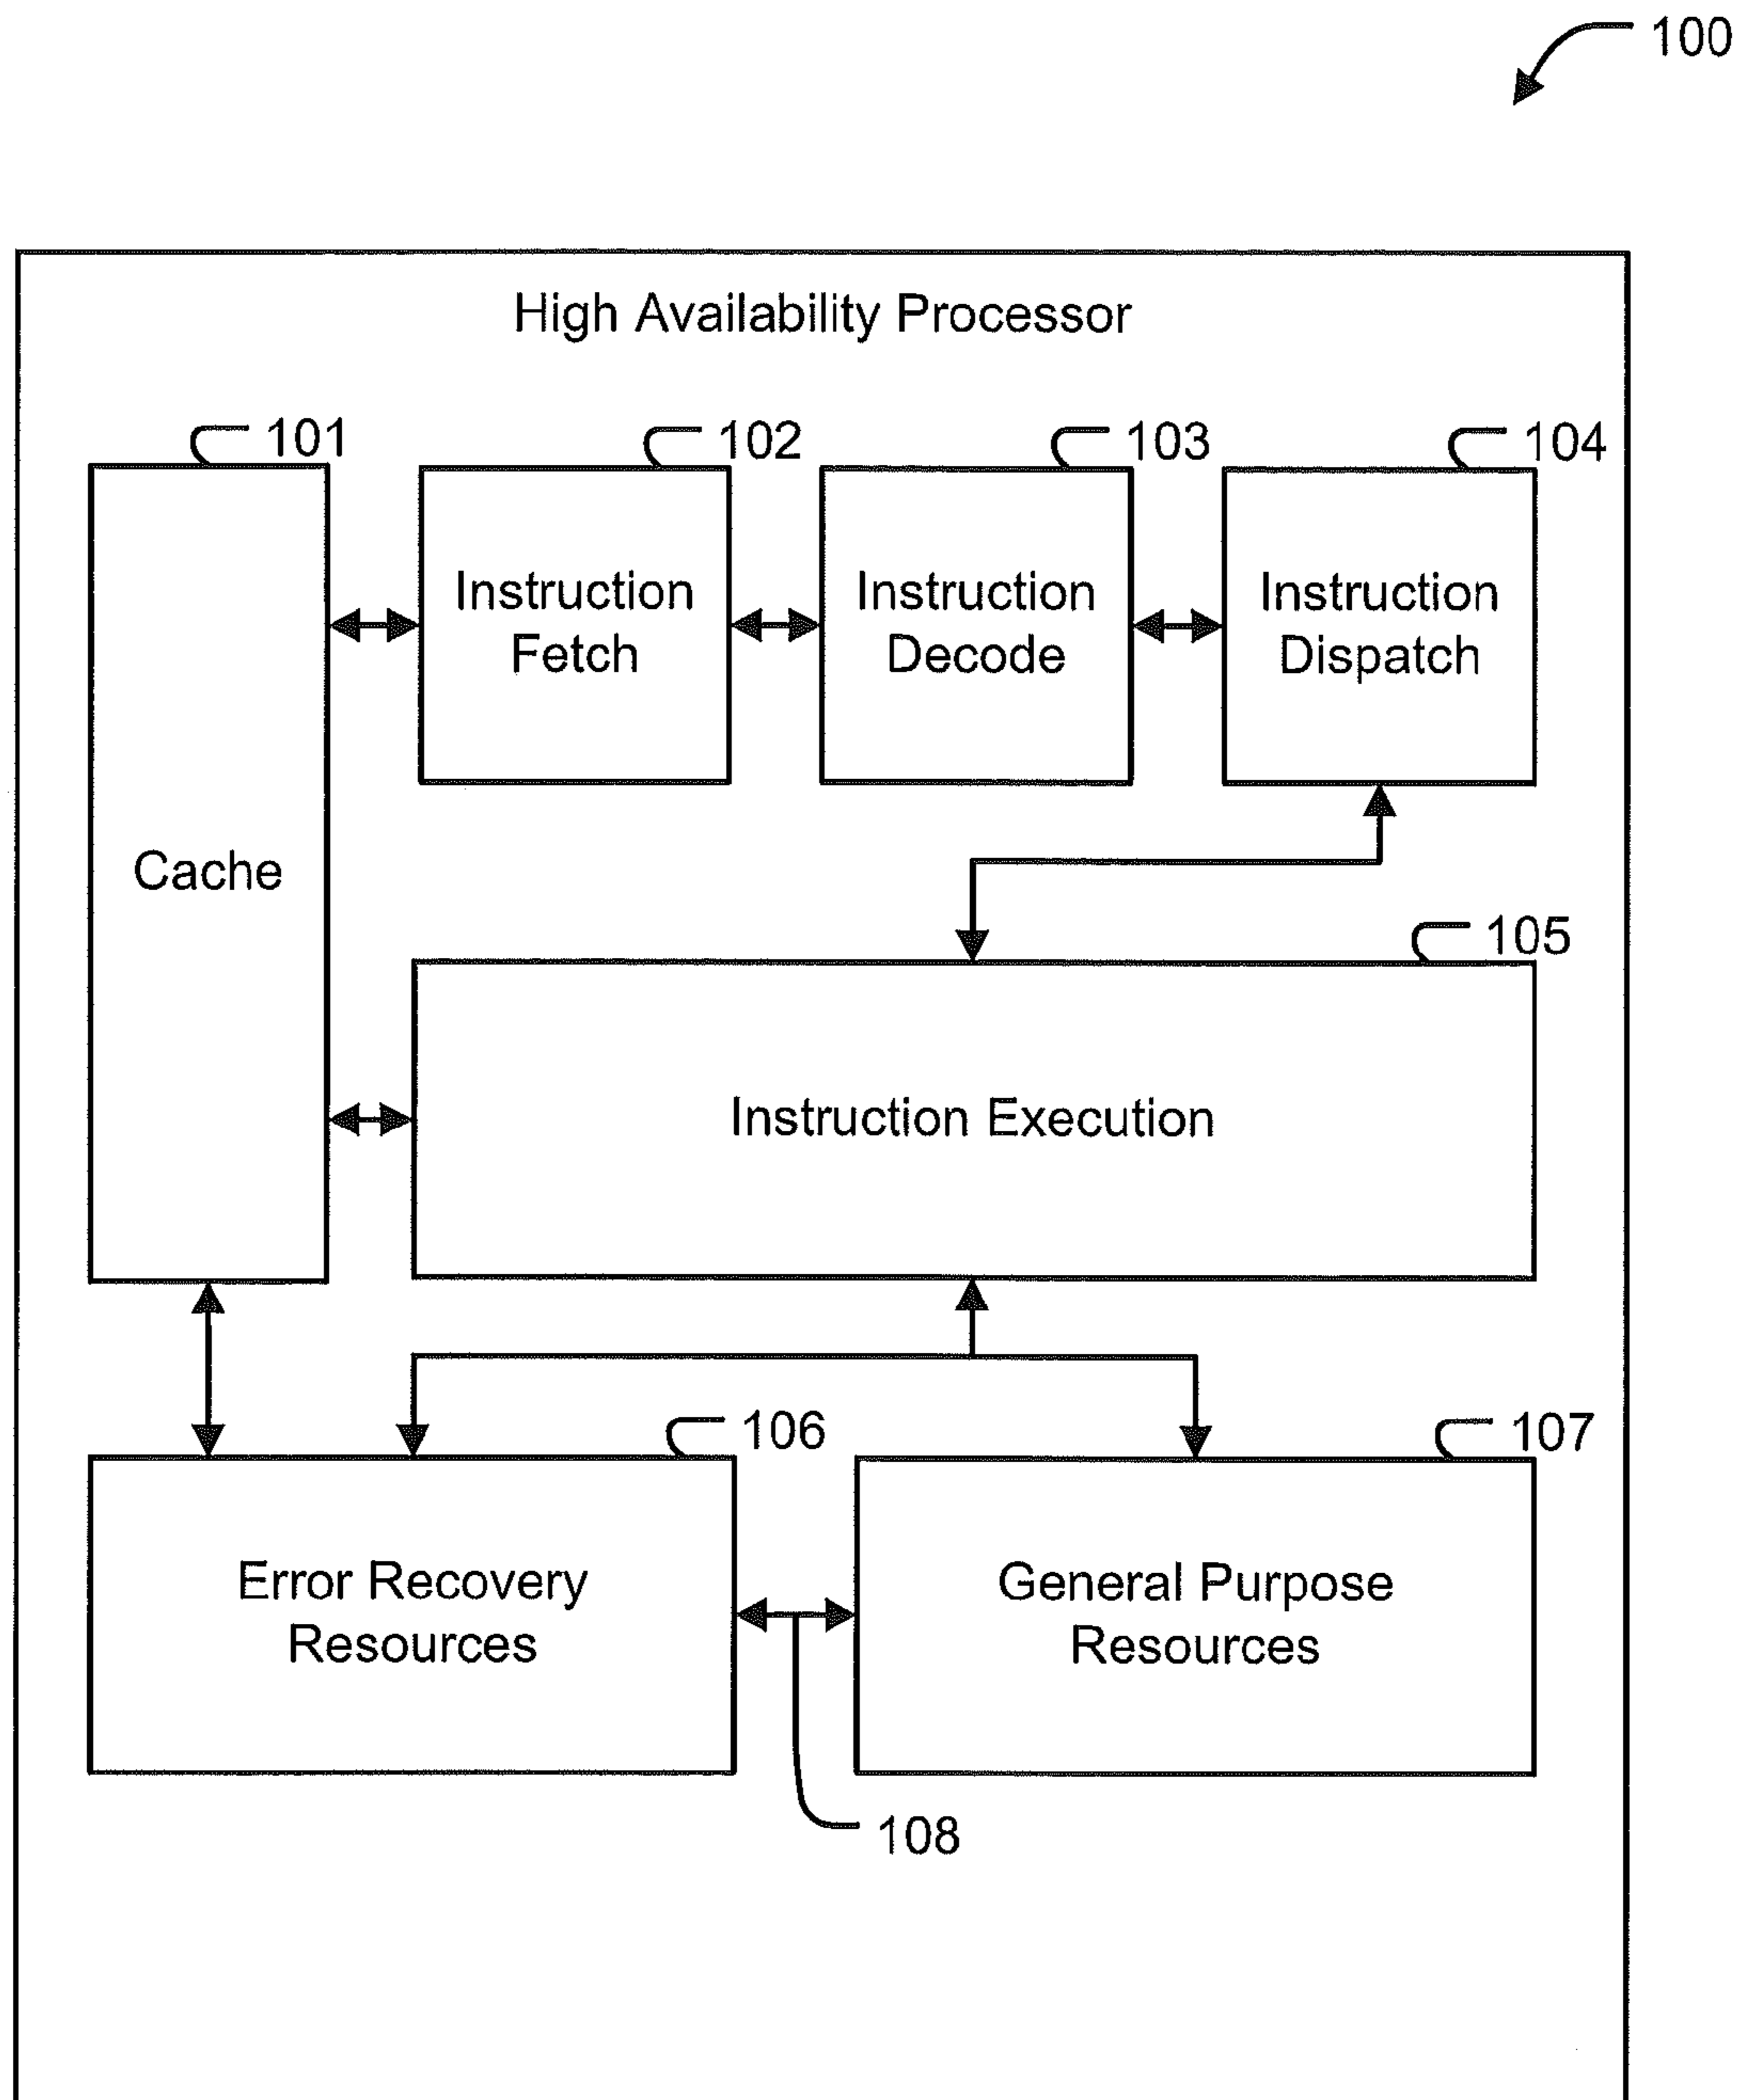 100
High Availability Processor
101
102
103
104
Instruction
Fetch
Instruction
Decode
Instruction
Dispatch
Cache
105
Instruction Execution
106
107
Error Recovery
Resources
General Purpose
Resources
108